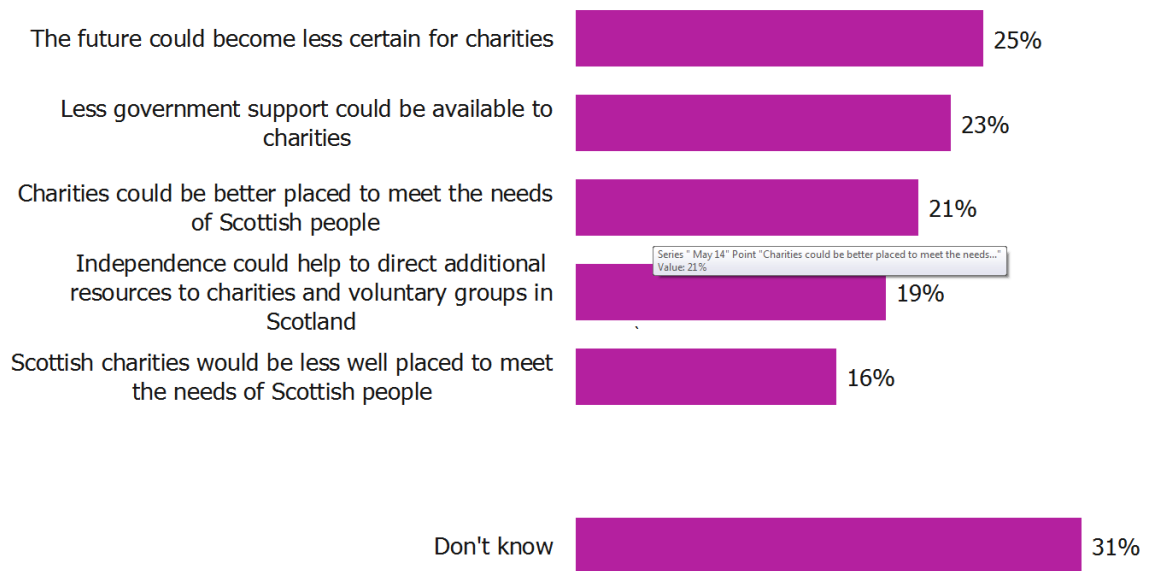 The future could become less certain for charities
25%
Less government support could be available to
charities
23%
Charities could be better placed to meet the needs
of Scottish people
21%
Series " May 14" Point "Charities could be better placed to meet the needs..."
Value: 21%
Independence could help to direct additional
resources to charities and voluntary groups in
Scotland
19%
`
Scottish charities would be less well placed to meet
the needs of Scottish people
16%
Don't know
31%